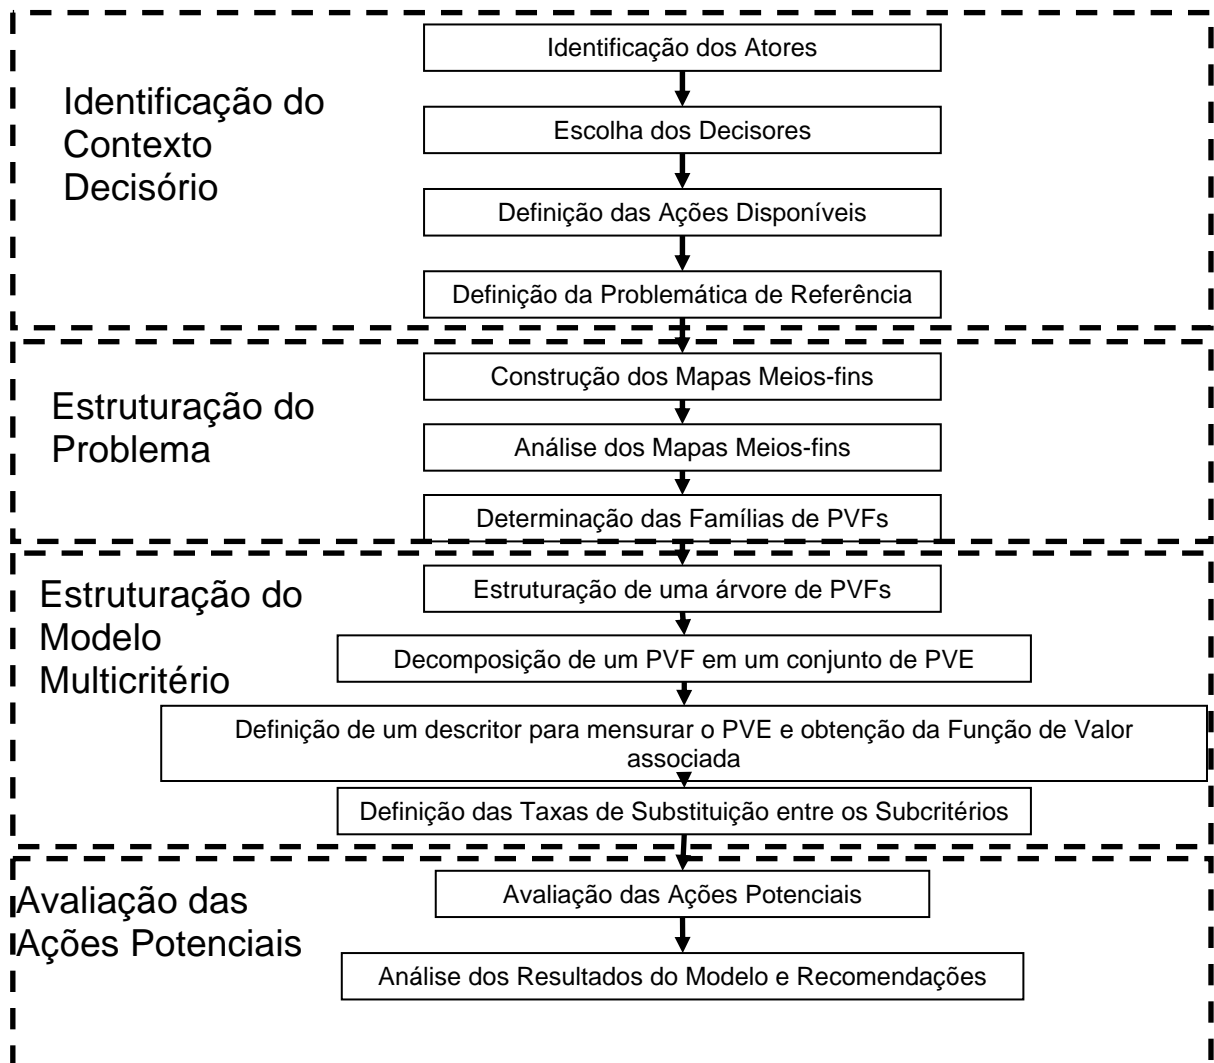 Identificação do
Contexto
Decisório
Identificação dos Atores
Escolha dos Decisores
Definição das Ações Disponíveis
Definição da Problemática de Referência
Estruturação do
Problema
Construção dos Mapas Meios-fins
Análise dos Mapas Meios-fins
Determinação das Famílias de PVFs
Estruturação do
Modelo
Multicritério
Estruturação de uma árvore de PVFs
Decomposição de um PVF em um conjunto de PVE
Definição de um descritor para mensurar o PVE e obtenção da Função de Valor
associada
Definição das Taxas de Substituição entre os Subcritérios
Avaliação das
Ações Potenciais
Avaliação das Ações Potenciais
Análise dos Resultados do Modelo e Recomendações